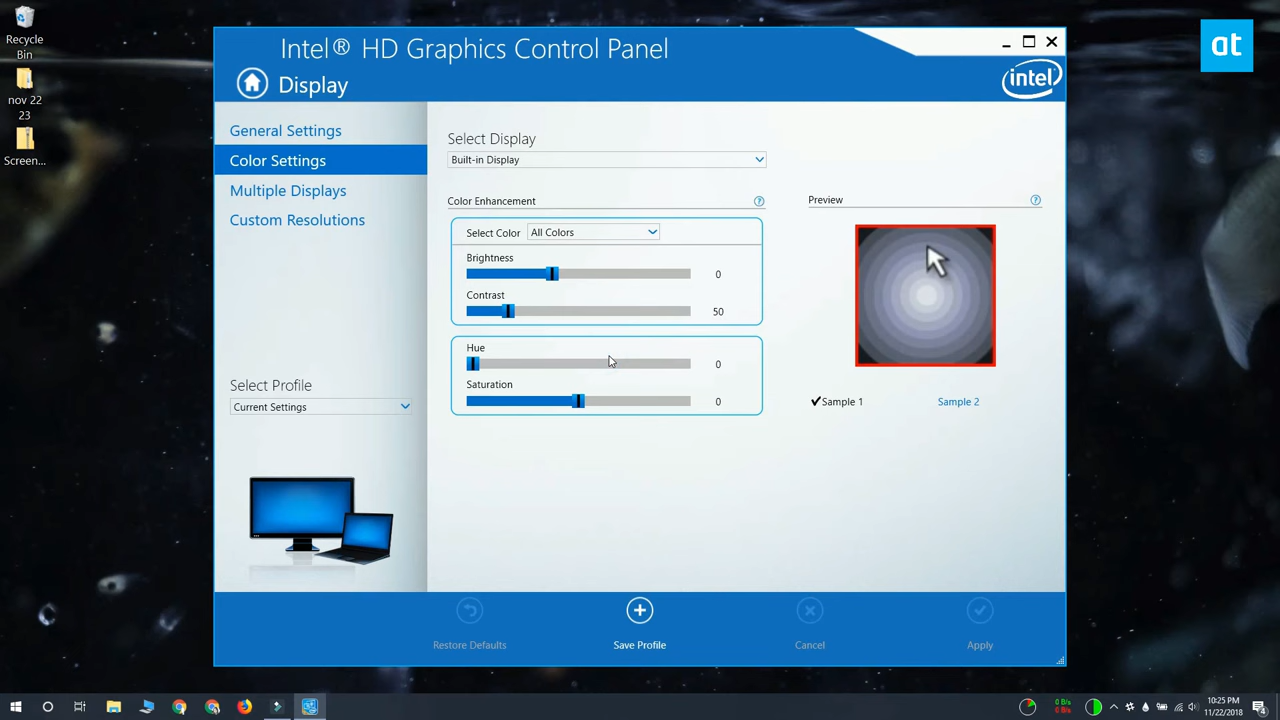 Recycle
Bin
nov 22
23
Screen...
Intel® HD Graphics Control Panel
Display
intel
at
General Settings
Color Settings
Multiple Displays
Custom Resolutions
Select Profile
Current Settings
Select Display
Built-in Display
Color Enhancement
?
Select Color All Colors
Brightness
0
Contrast
50
Hue
0
Saturation
0
Preview
?
Sample 1 Sample 2
Restore Defaults Save Profile Cancel Apply
0 B/s
0 B/s
10:25 PM
11/22/2018
4